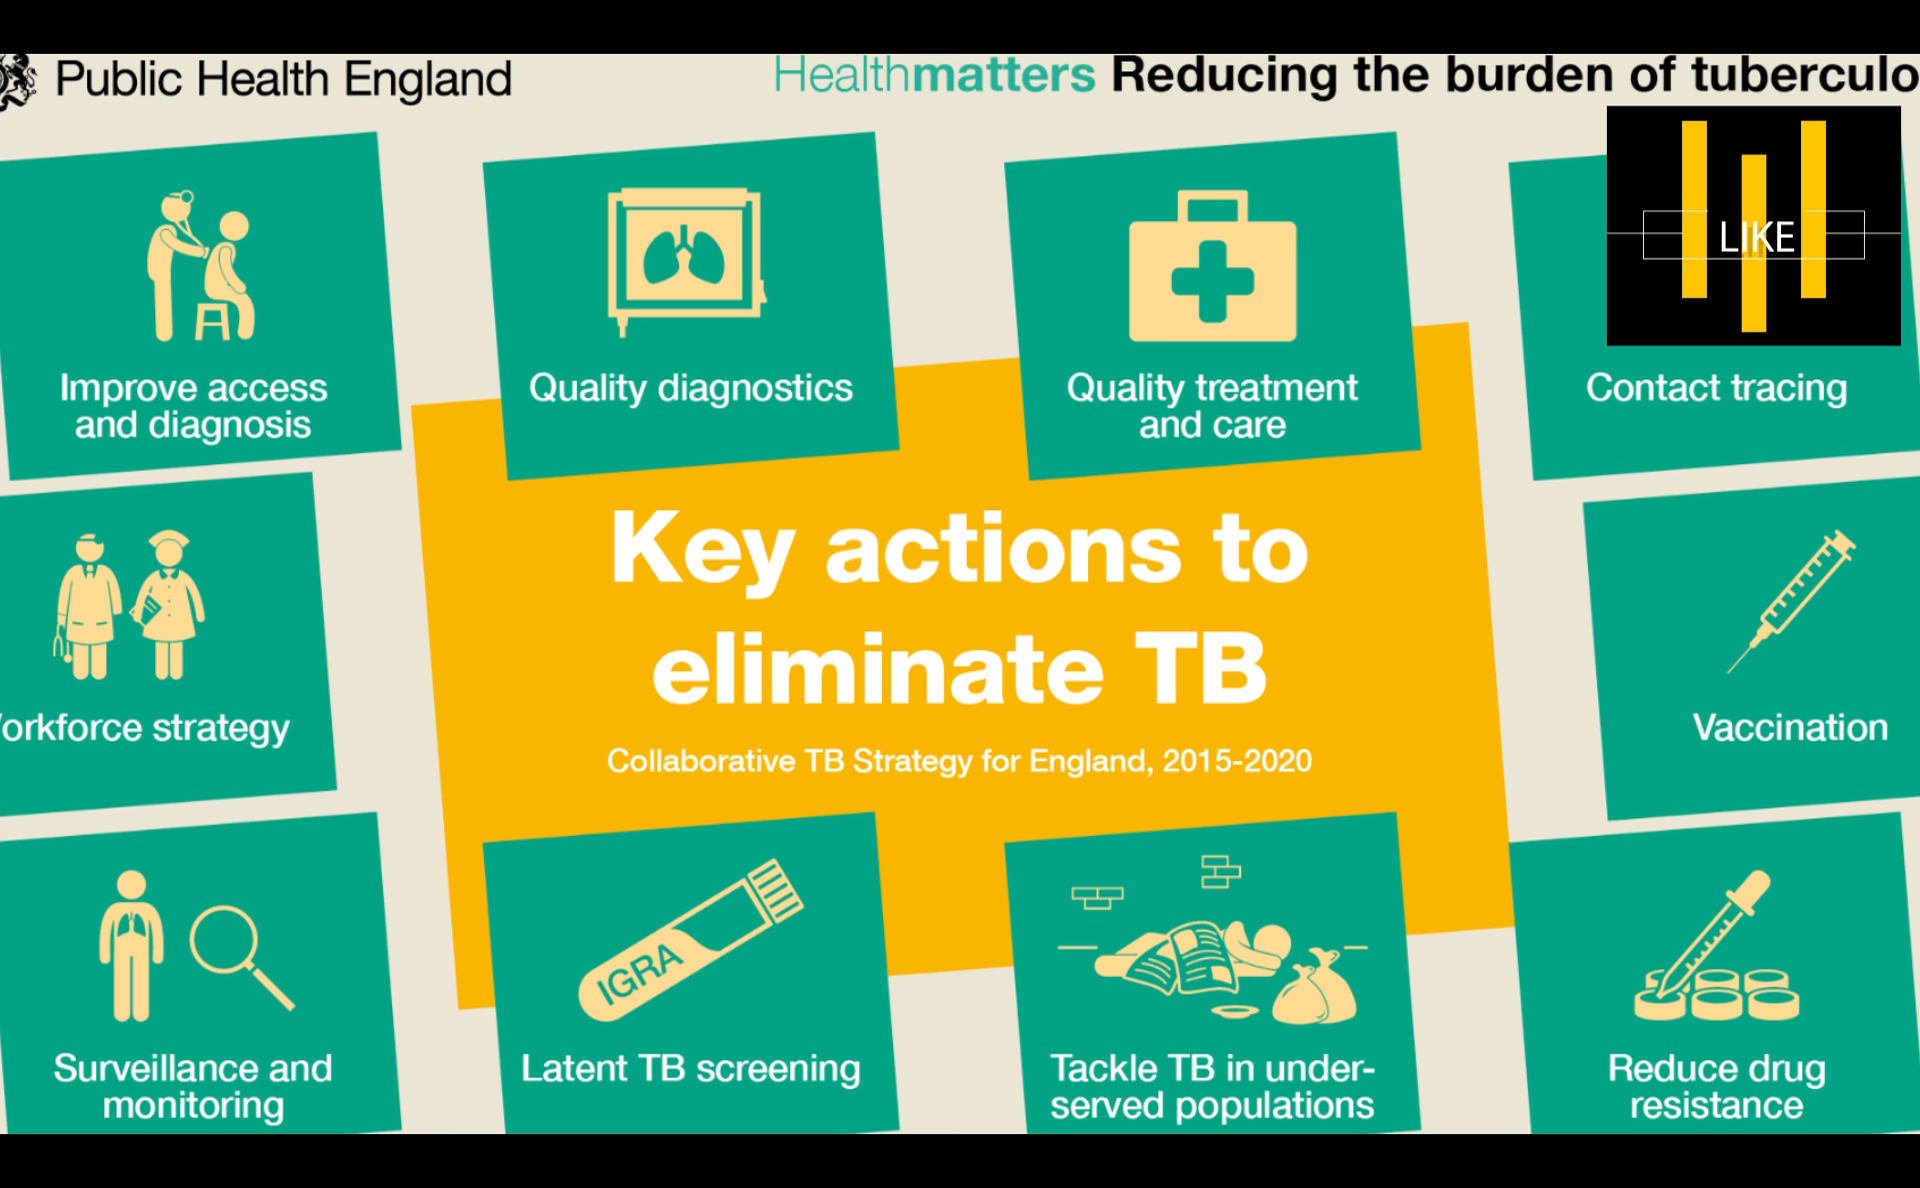 Public Health England
Healthmatters Reducing the burden of tuberculo
LIKE
Improve access
and diagnosis
Quality diagnostics
Quality treatment
and care
Contact tracing
Key actions to
eliminate TB
Collaborative TB Strategy for England, 2015-2020
orkforce strategy
Vaccination
IGRA
Surveillance and
monitoring
Latent TB screening
Tackle TB in under-
served populations
Reduce drug
resistance